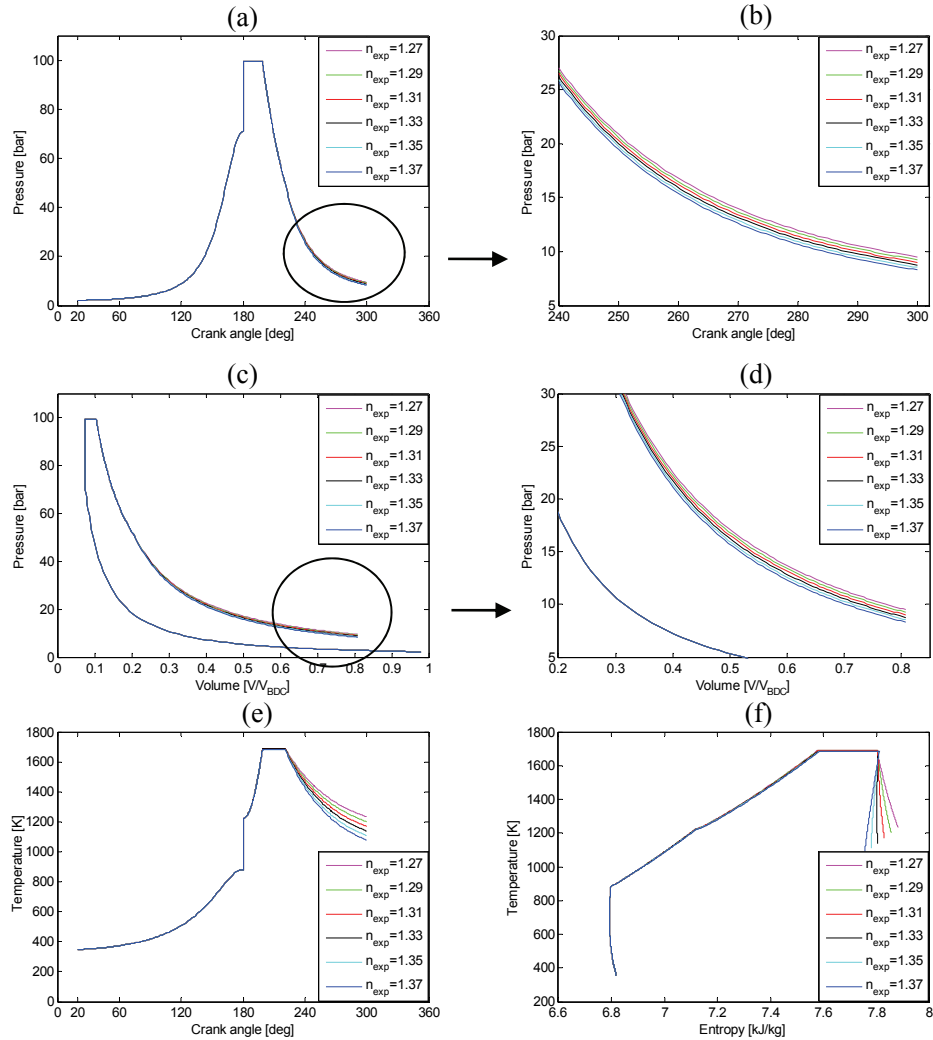 (a)
Pressure [bar]
100
80
60
40
20
0
0 20 60 120 180 240 300 360
Crank angle [deg]
n_exp=1.27
n_exp=1.29
n_exp=1.31
n_exp=1.33
n_exp=1.35
n_exp=1.37
(b)
Pressure [bar]
30
25
20
15
10
5
240 250 260 270 280 290 300
Crank angle [deg]
n_exp=1.27
n_exp=1.29
n_exp=1.31
n_exp=1.33
n_exp=1.35
n_exp=1.37
(c)
Pressure [bar]
100
80
60
40
20
0
0 0.1 0.2 0.3 0.4 0.5 0.6 0.7 0.8 0.9 1
Volume [V/V_BDC]
n_exp=1.27
n_exp=1.29
n_exp=1.31
n_exp=1.33
n_exp=1.35
n_exp=1.37
(d)
Pressure [bar]
30
25
20
15
10
5
0.2 0.3 0.4 0.5 0.6 0.7 0.8
Volume [V/V_BDC]
n_exp=1.27
n_exp=1.29
n_exp=1.31
n_exp=1.33
n_exp=1.35
n_exp=1.37
(e)
Temperature [K]
1800
1600
1400
1200
1000
800
600
400
200
0
0 20 60 120 180 240 300 360
Crank angle [deg]
n_exp=1.27
n_exp=1.29
n_exp=1.31
n_exp=1.33
n_exp=1.35
n_exp=1.37
(f)
Temperature [K]
1800
1600
1400
1200
1000
800
600
400
200
6.6 6.8 7 7.2 7.4 7.6 7.8 8
Entropy [kJ/kg]
n_exp=1.27
n_exp=1.29
n_exp=1.31
n_exp=1.33
n_exp=1.35
n_exp=1.37